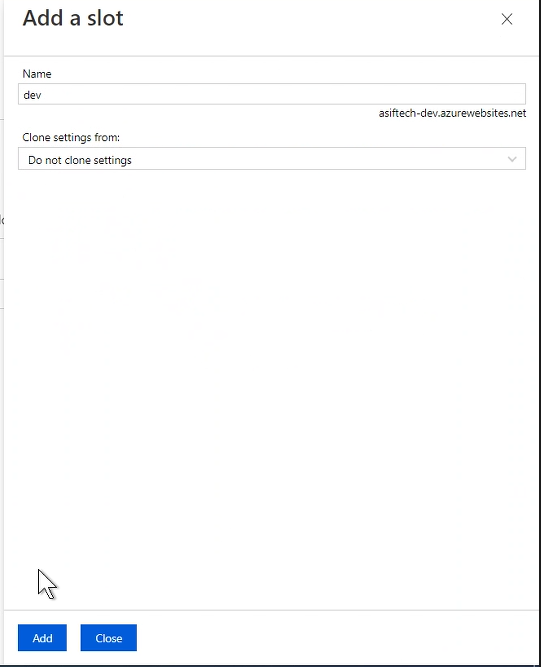 Add a slot
Name
dev
asiftech-dev.azurewebsites.net
Clone settings from:
Do not clone settings
Add
Close